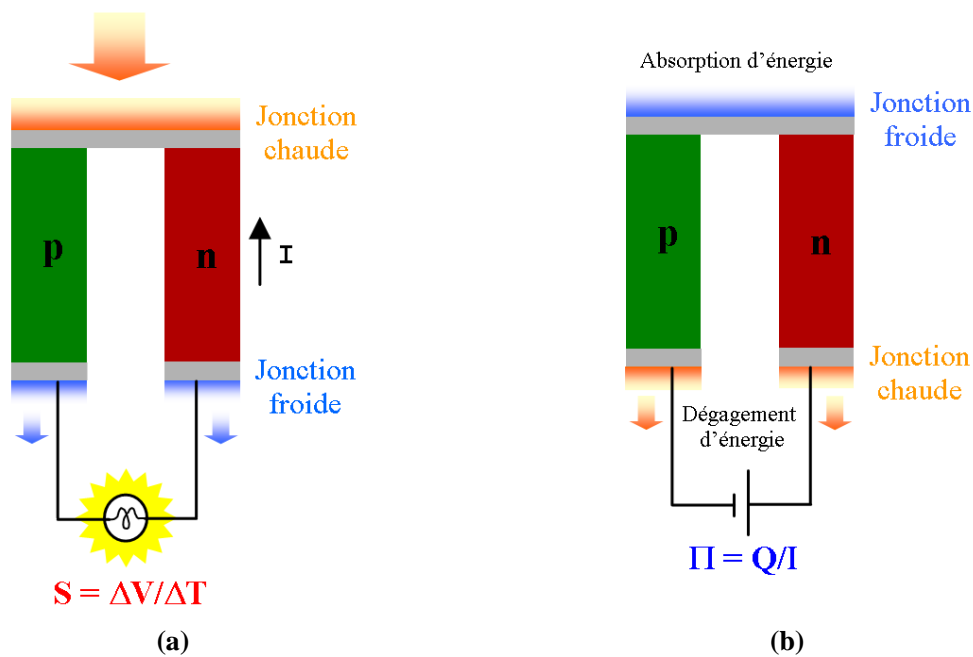 Jonction
chaude
p
n
I
Jonction
froide
S = ΔV/ΔT
(a)
Absorption d’énergie
Jonction
froide
p
n
Jonction
chaude
Dégagement
d’énergie
Π = Q/I
(b)